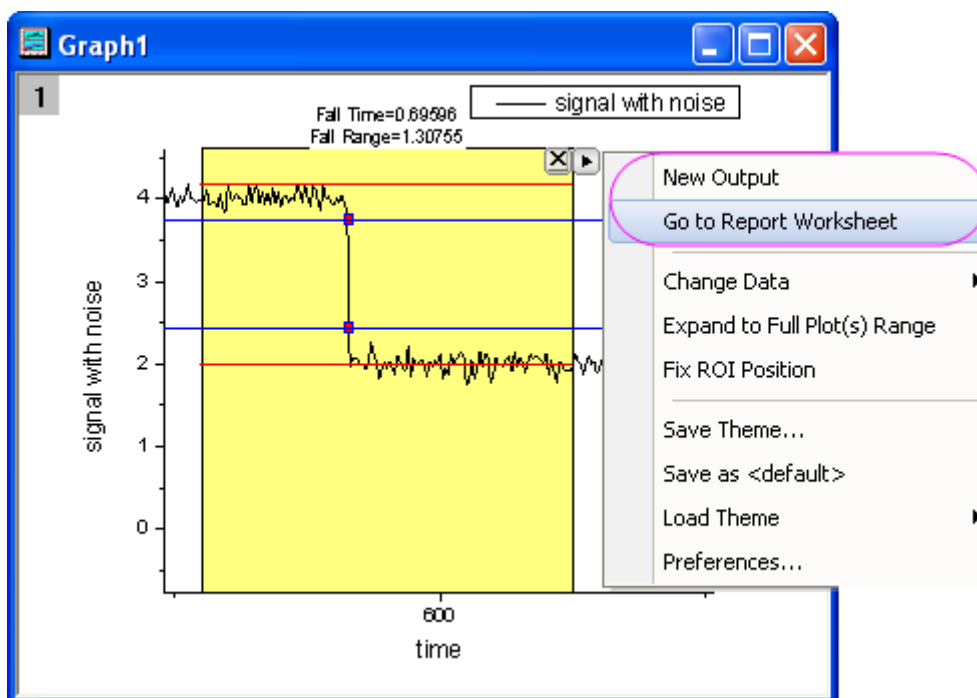 Graph1
1
signal with noise
Fall Time=0.69596
Fall Range=1.30755
New Output
Go to Report Worksheet
Change Data
Expand to Full Plot(s) Range
Fix ROI Position
Save Theme...
Save as <default>
Load Theme
Preferences...
signal with noise
4
3
2
1
0
600
time